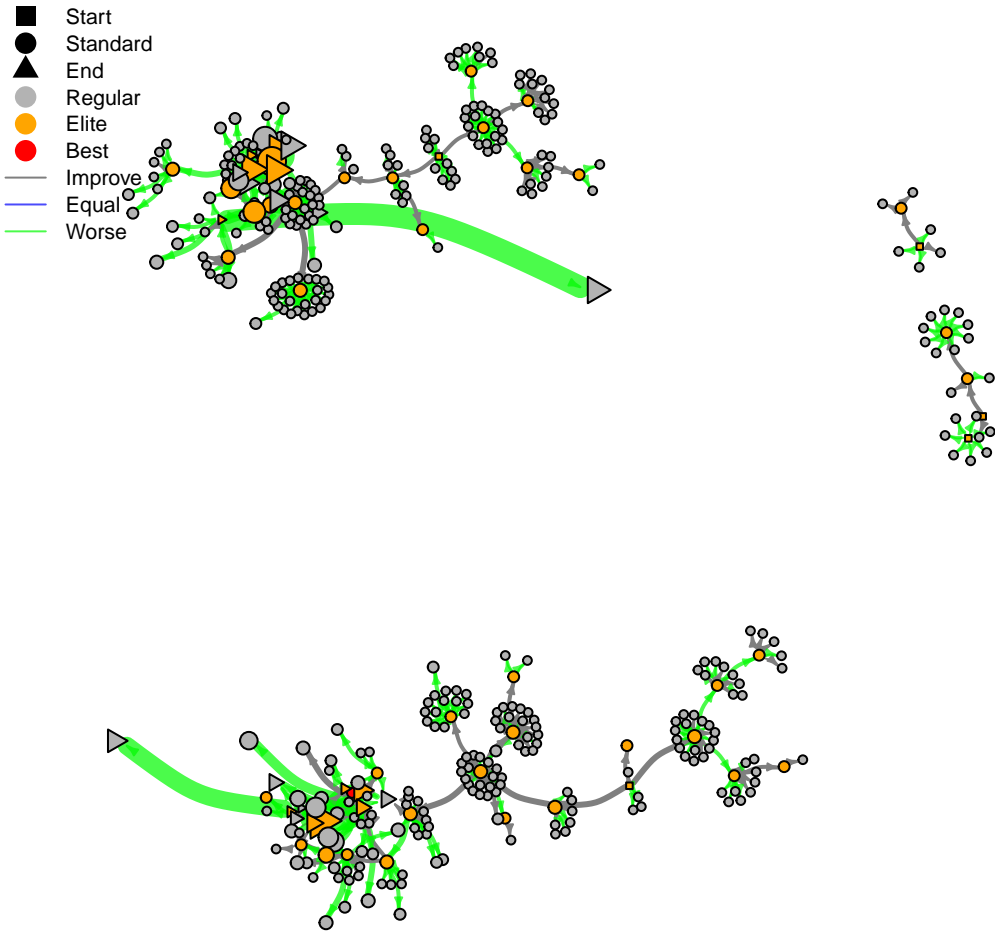 Start
Standard
End
Regular
Elite
Best
Improve
Equal
Worse